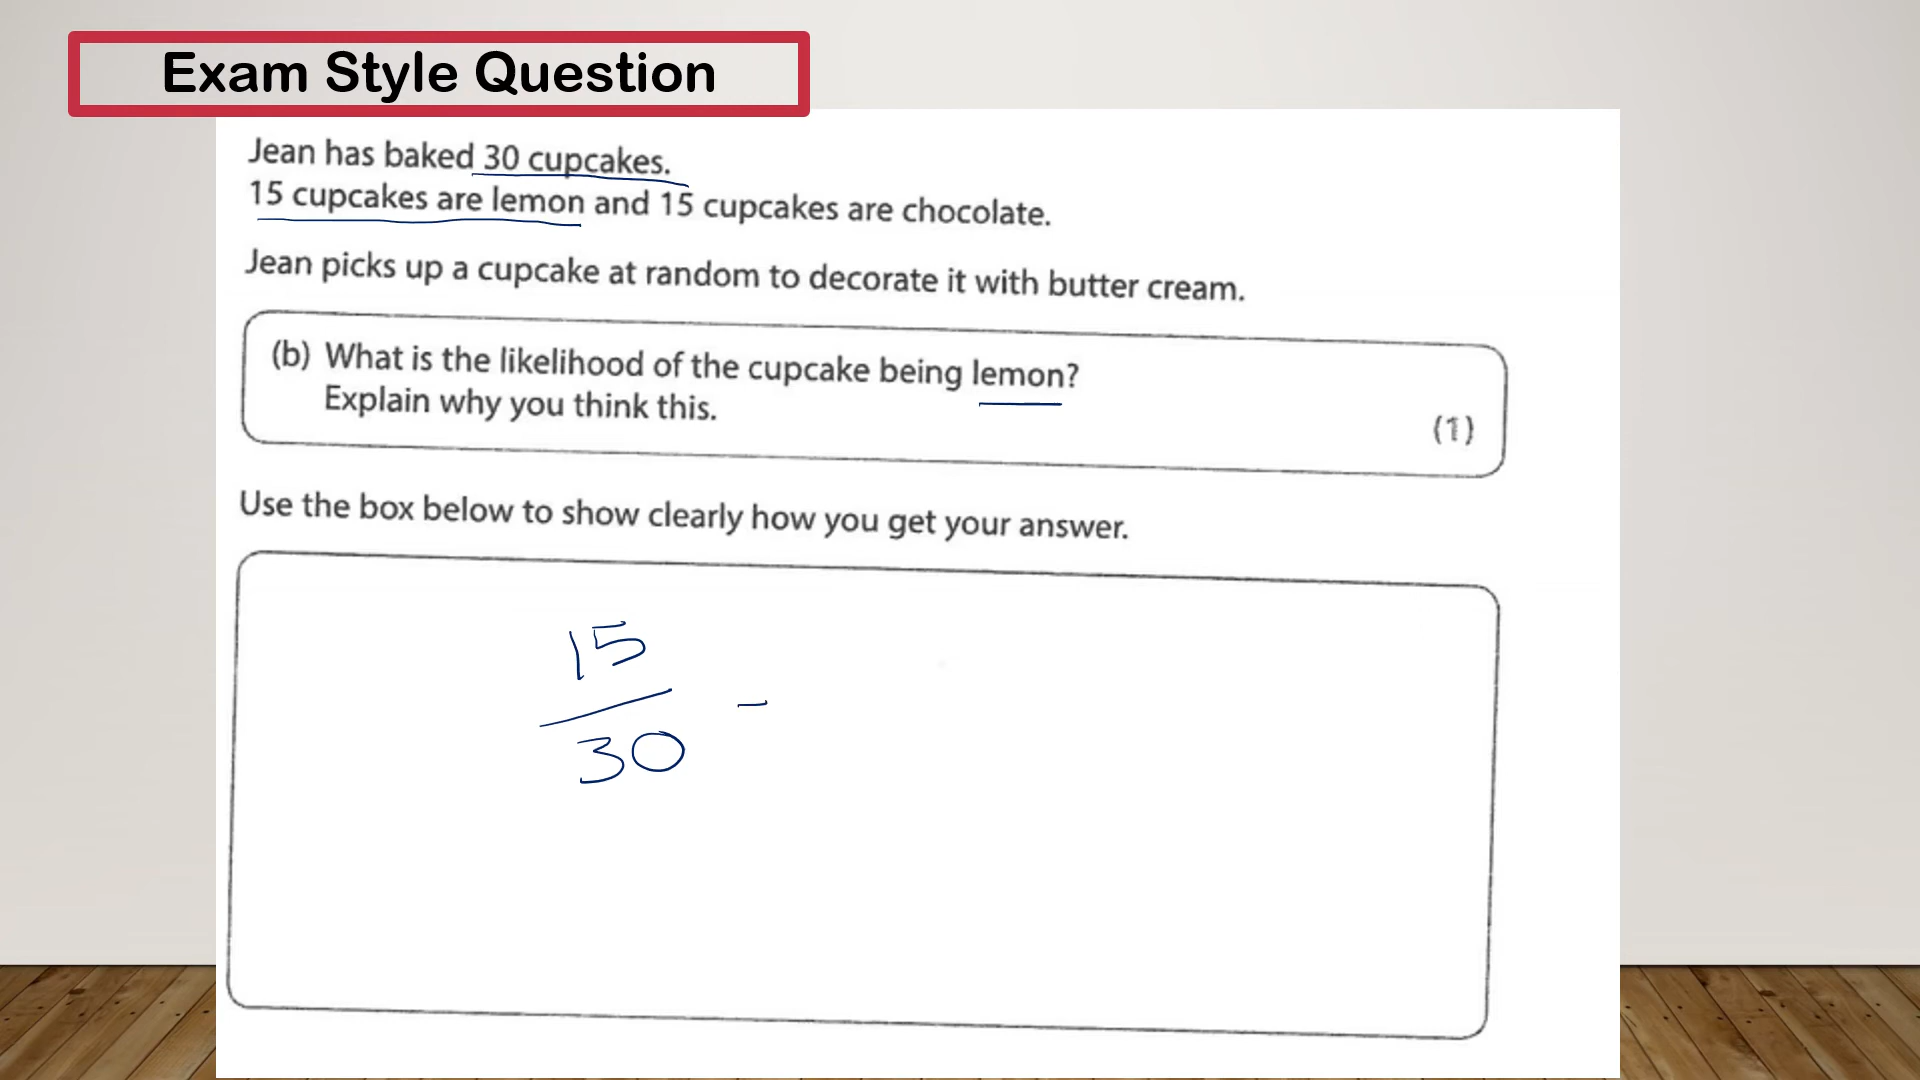 Exam Style Question
Jean has baked 30 cupcakes.
15 cupcakes are lemon and 15 cupcakes are chocolate.
Jean picks up a cupcake at random to decorate it with butter cream.
(b) What is the likelihood of the cupcake being lemon?
Explain why you think this.
(1)
Use the box below to show clearly how you get your answer.
15
-
30